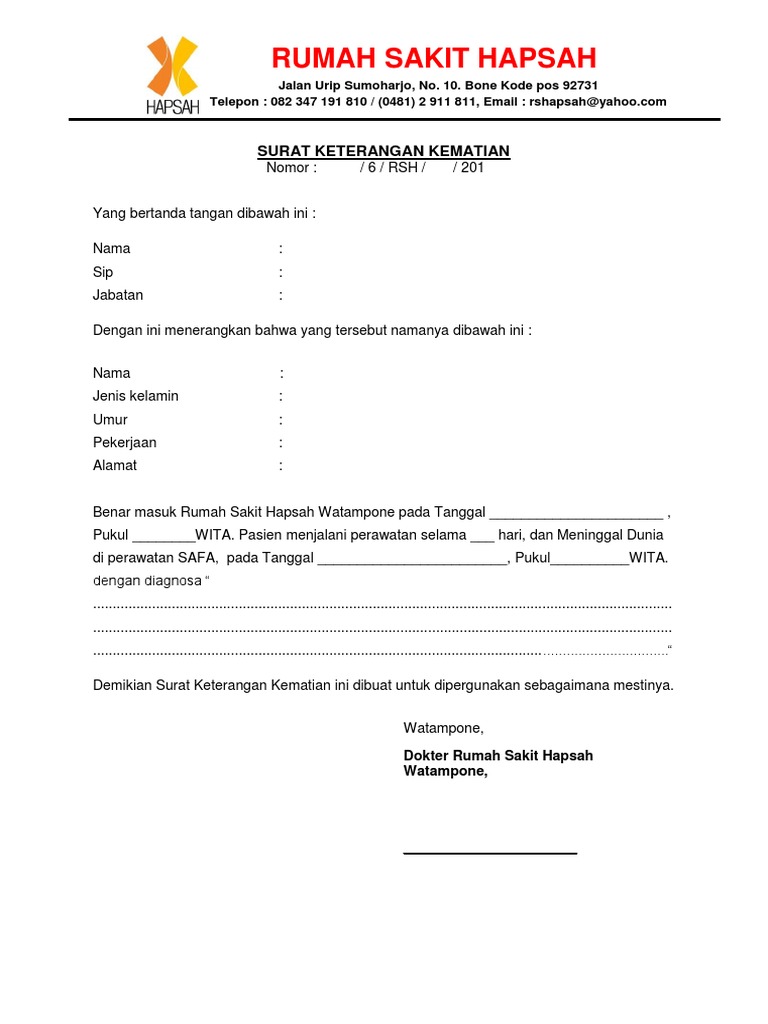 HAPSAH
RUMAH SAKIT HAPSAH
Jalan Urip Sumoharjo, No. 10. Bone Kode pos 92731
Telepon : 082 347 191 810 / (0481) 2 911 811, Email : rshapsah@yahoo.com
SURAT KETERANGAN KEMATIAN
Nomor : / 6 / RSH / / 201
Yang bertanda tangan dibawah ini :
Nama :
Sip :
Jabatan :
Dengan ini menerangkan bahwa yang tersebut namanya dibawah ini :
Nama :
Jenis kelamin :
Umur :
Pekerjaan :
Alamat :
Benar masuk Rumah Sakit Hapsah Watampone pada Tanggal ______________________ ,
Pukul ________WITA. Pasien menjalani perawatan selama ___ hari, dan Meninggal Dunia
di perawatan SAFA, pada Tanggal ________________________, Pukul__________WITA.
dengan diagnosa “
....................................................................................................................................................
....................................................................................................................................................
....................................................................................................................................................“
Demikian Surat Keterangan Kematian ini dibuat untuk dipergunakan sebagaimana mestinya.
Watampone,
Dokter Rumah Sakit Hapsah
Watampone,
______________________